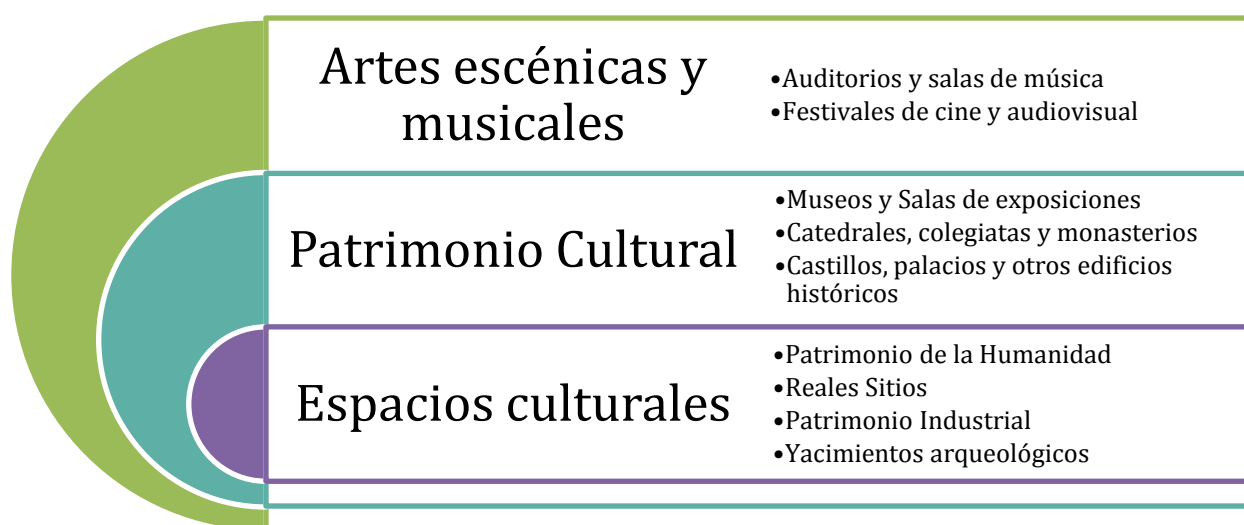 Artes escénicas y
musicales
•Auditorios y salas de música
•Festivales de cine y audiovisual
Patrimonio Cultural
•Museos y Salas de exposiciones
•Catedrales, colegiatas y monasterios
•Castillos, palacios y otros edificios
históricos
Espacios culturales
•Patrimonio de la Humanidad
•Reales Sitios
•Patrimonio Industrial
•Yacimientos arqueológicos